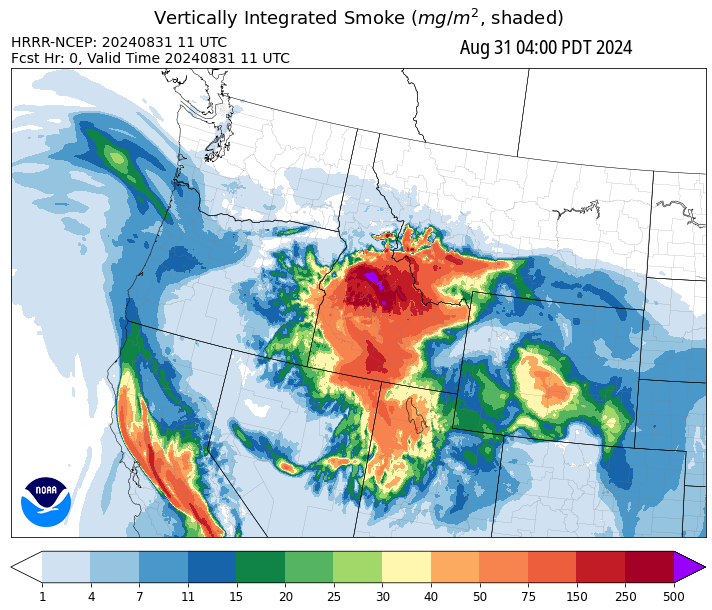 Vertically Integrated Smoke (mg/m², shaded)
HRRR-NCEP: 20240831 11 UTC
Aug 31 04:00 PDT 2024
Fcst Hr: 0, Valid Time 20240831 11 UTC
NOAA
1 4 7 11 15 20 25 30 40 50 75 150 250 500